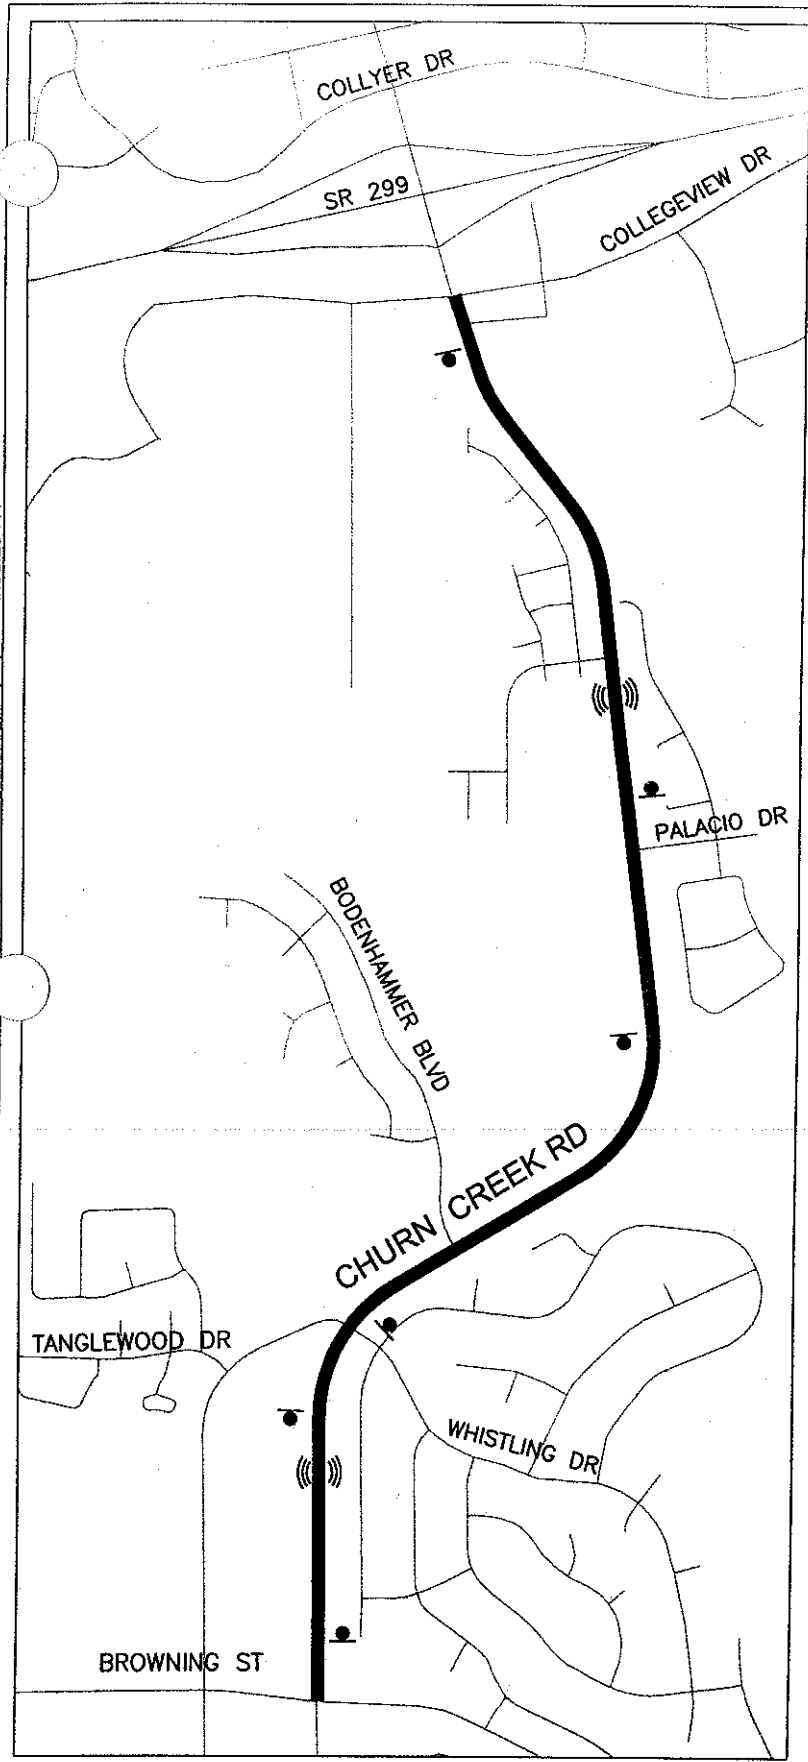 COLLYER DR
SR 299
COLLEGEVIEW DR
PALACIO DR
BODENHAMMER BLVD
CHURN CREEK RD
TANGLEWOOD DR
WHISTLING DR
BROWNING ST